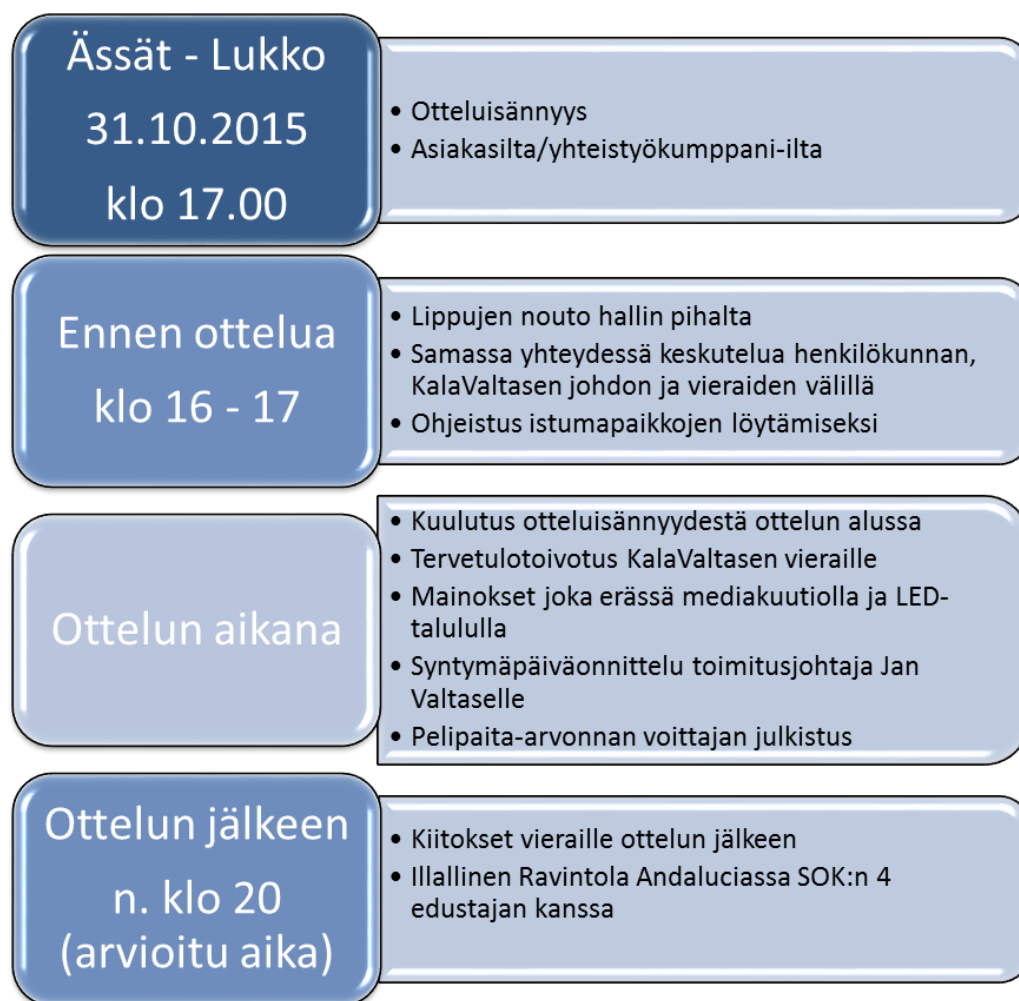 Ässät - Lukko
31.10.2015
klo 17.00
• Otteluisännyys
• Asiakasilta/yhteistyökumppani-ilta
Ennen ottelua
klo 16 - 17
• Lippujen nouto hallin pihalta
• Samassa yhteydessä keskutelua henkilökunnan,
KalaValtasen johdon ja vieraiden välillä
• Ohjeistus istumapaikkojen löytämiseksi
Ottelun aikana
• Kuulutus otteluisännyydestä ottelun alussa
• Tervetulotoivotus KalaValtasen vieraille
• Mainokset joka erässä mediakuutiolla ja LED-
talululla
• Syntymäpäiväonnittelu toimitusjohtaja Jan
Valtaselle
• Pelipaita-arvonnan voittajan julkistus
Ottelun jälkeen
n. klo 20
(arvioitu aika)
• Kiitokset vieraille ottelun jälkeen
• Illallinen Ravintola Andaluciassa SOK:n 4
edustajan kanssa